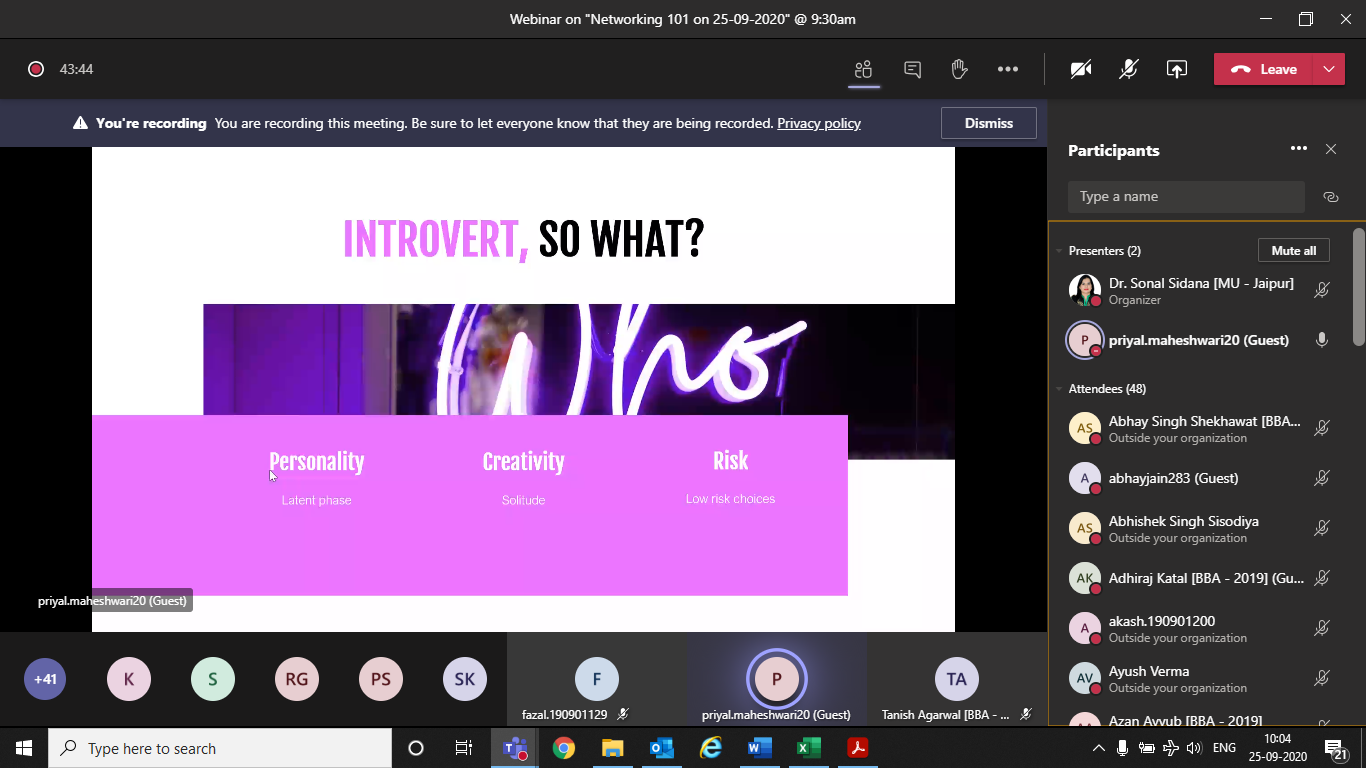 Webinar on "Networking 101 on 25-09-2020" @ 9:30am
43:44
Leave
You're recording You are recording this meeting. Be sure to let everyone know that they are being recorded. Privacy policy
Dismiss
INTROVERT, SO WHAT?
Who
Personality
Latent phase
Creativity
Solitude
Risk
Low risk choices
priyal.maheshwari20 (Guest)
Participants
Type a name
Presenters (2)
Mute all
Dr. Sonal Sidana [MU - Jaipur]
Organizer
P
priyal.maheshwari20 (Guest)
Attendees (48)
AS
Abhay Singh Shekhawat [BBA...
Outside your organization
A
abhayjain283 (Guest)
AS
Abhishek Singh Sisodiya
Outside your organization
AK
Adhiraj Katal [BBA - 2019] (Gu...
A
akash.190901200
Outside your organization
AV
Ayush Verma
Outside your organization
Azan Ayyub [BBA - 2019]
+41
K
S
RG
PS
SK
F
fazal.190901129
P
priyal.maheshwari20 (Guest)
TA
Tanish Agarwal [BBA - ...
Type here to search
ENG
10:04
25-09-2020
21